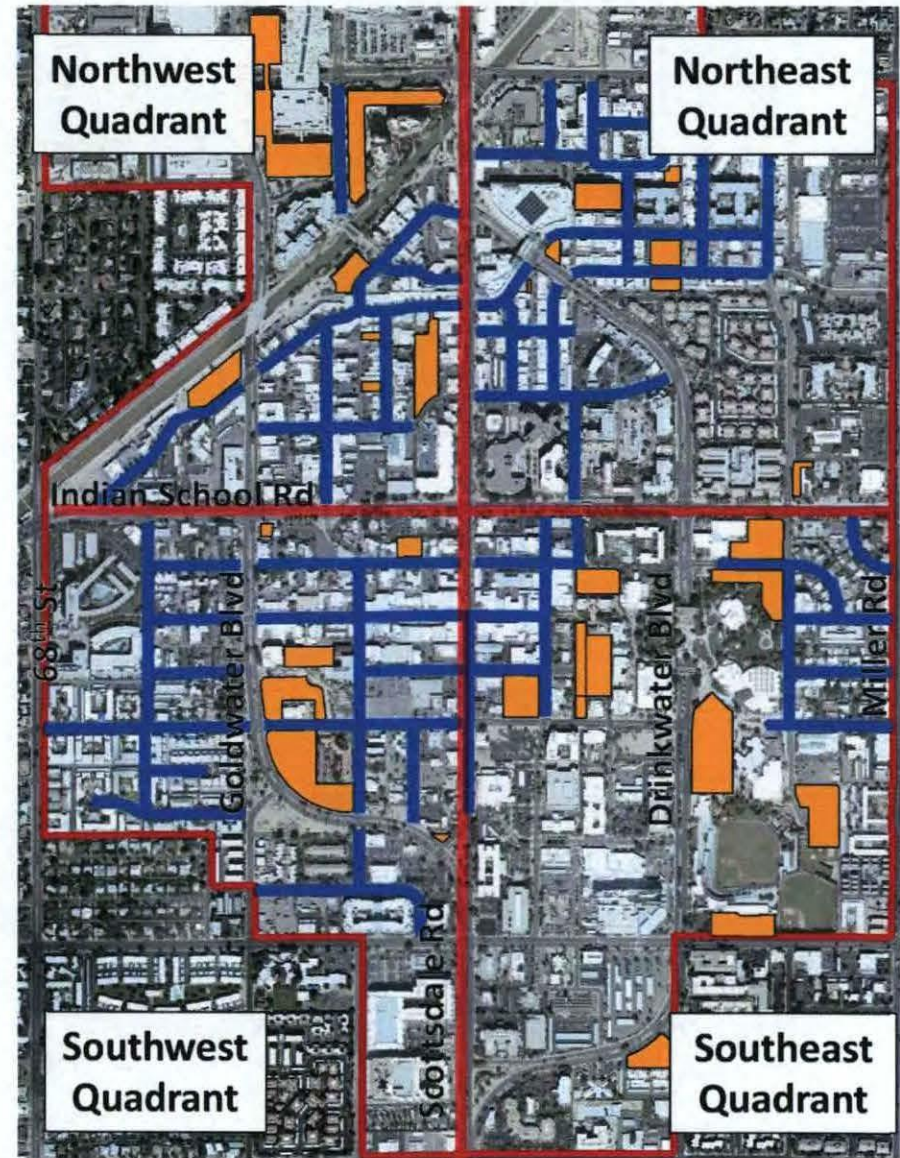 Northwest
Quadrant
Northeast
Quadrant
Indian School Rd
68th St
Goldwater Blvd
Drinkwater Blvd
Miller Rd
Scottsdale Rd
Southwest
Quadrant
Southeast
Quadrant